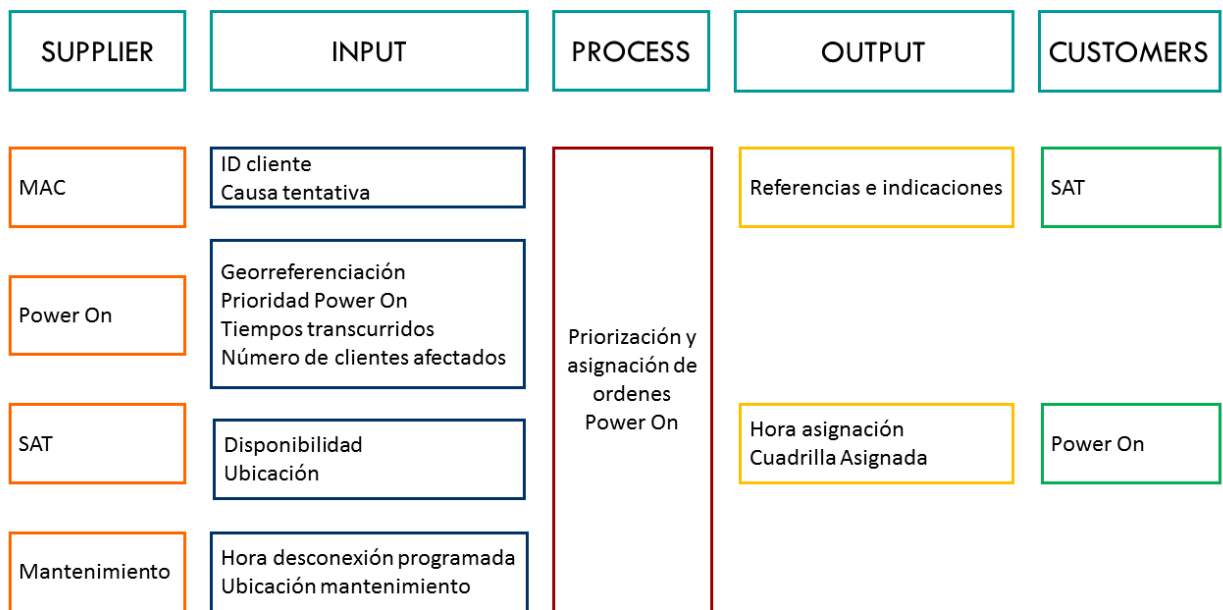 SUPPLIER
INPUT
PROCESS
OUTPUT
CUSTOMERS
MAC
ID cliente
Causa tentativa
Referencias e indicaciones
SAT
Power On
Georreferenciación
Prioridad Power On
Tiempos transcurridos
Número de clientes afectados
Priorización y
asignación de
ordenes
Power On
SAT
Disponibilidad
Ubicación
Hora asignación
Cuadrilla Asignada
Power On
Mantenimiento
Hora desconexión programada
Ubicación mantenimiento